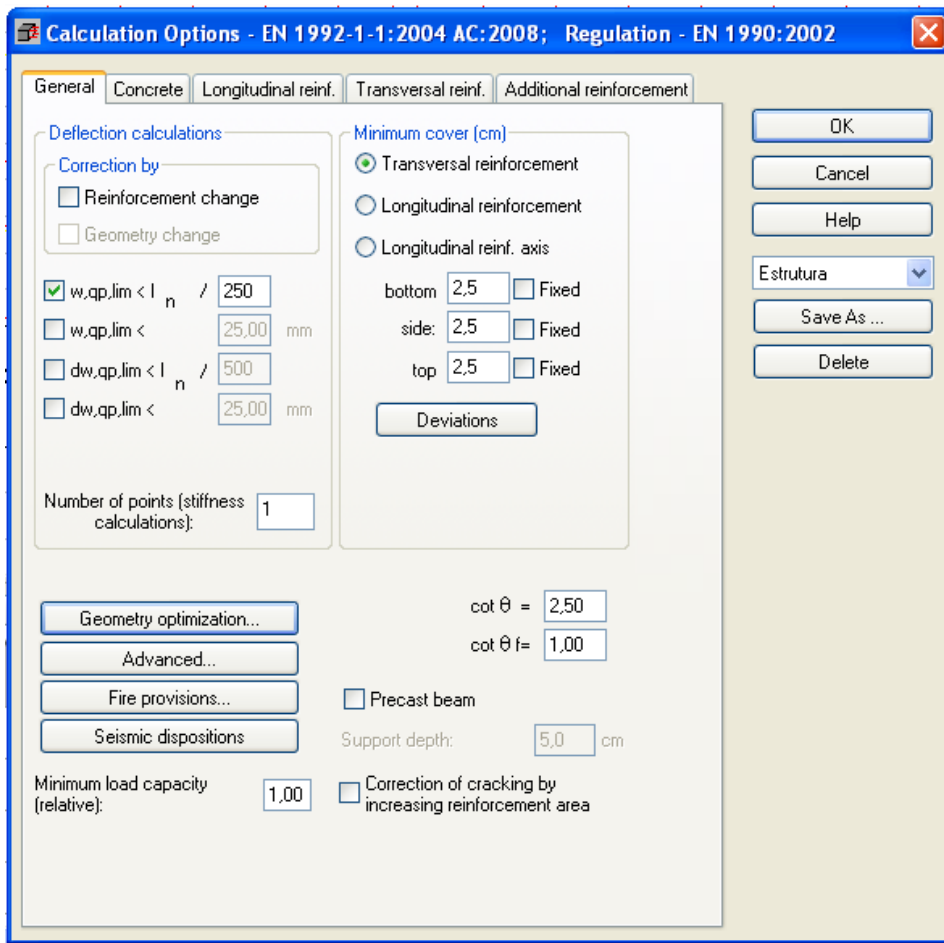 Calculation Options - EN 1992-1-1:2004 AC:2008;  Regulation - EN 1990:2002
General
Concrete
Longitudinal reinf.
Transversal reinf.
Additional reinforcement
Deflection calculations
Correction by
Reinforcement change
Geometry change
w,qp,lim < l n / 250
w,qp,lim < 25,00 mm
dw,qp,lim < l n / 500
dw,qp,lim < 25,00 mm
Number of points (stiffness
calculations):
1
Minimum cover (cm)
Transversal reinforcement
Longitudinal reinforcement
Longitudinal reinf. axis
bottom 2,5 Fixed
side: 2,5 Fixed
top 2,5 Fixed
Deviations
OK
Cancel
Help
Estrutura
Save As ...
Delete
Geometry optimization...
Advanced...
Fire provisions...
Seismic dispositions
cot θ = 2,50
cot θ f= 1,00
Precast beam
Support depth: 5,0 cm
Minimum load capacity
(relative):
1,00
Correction of cracking by
increasing reinforcement area